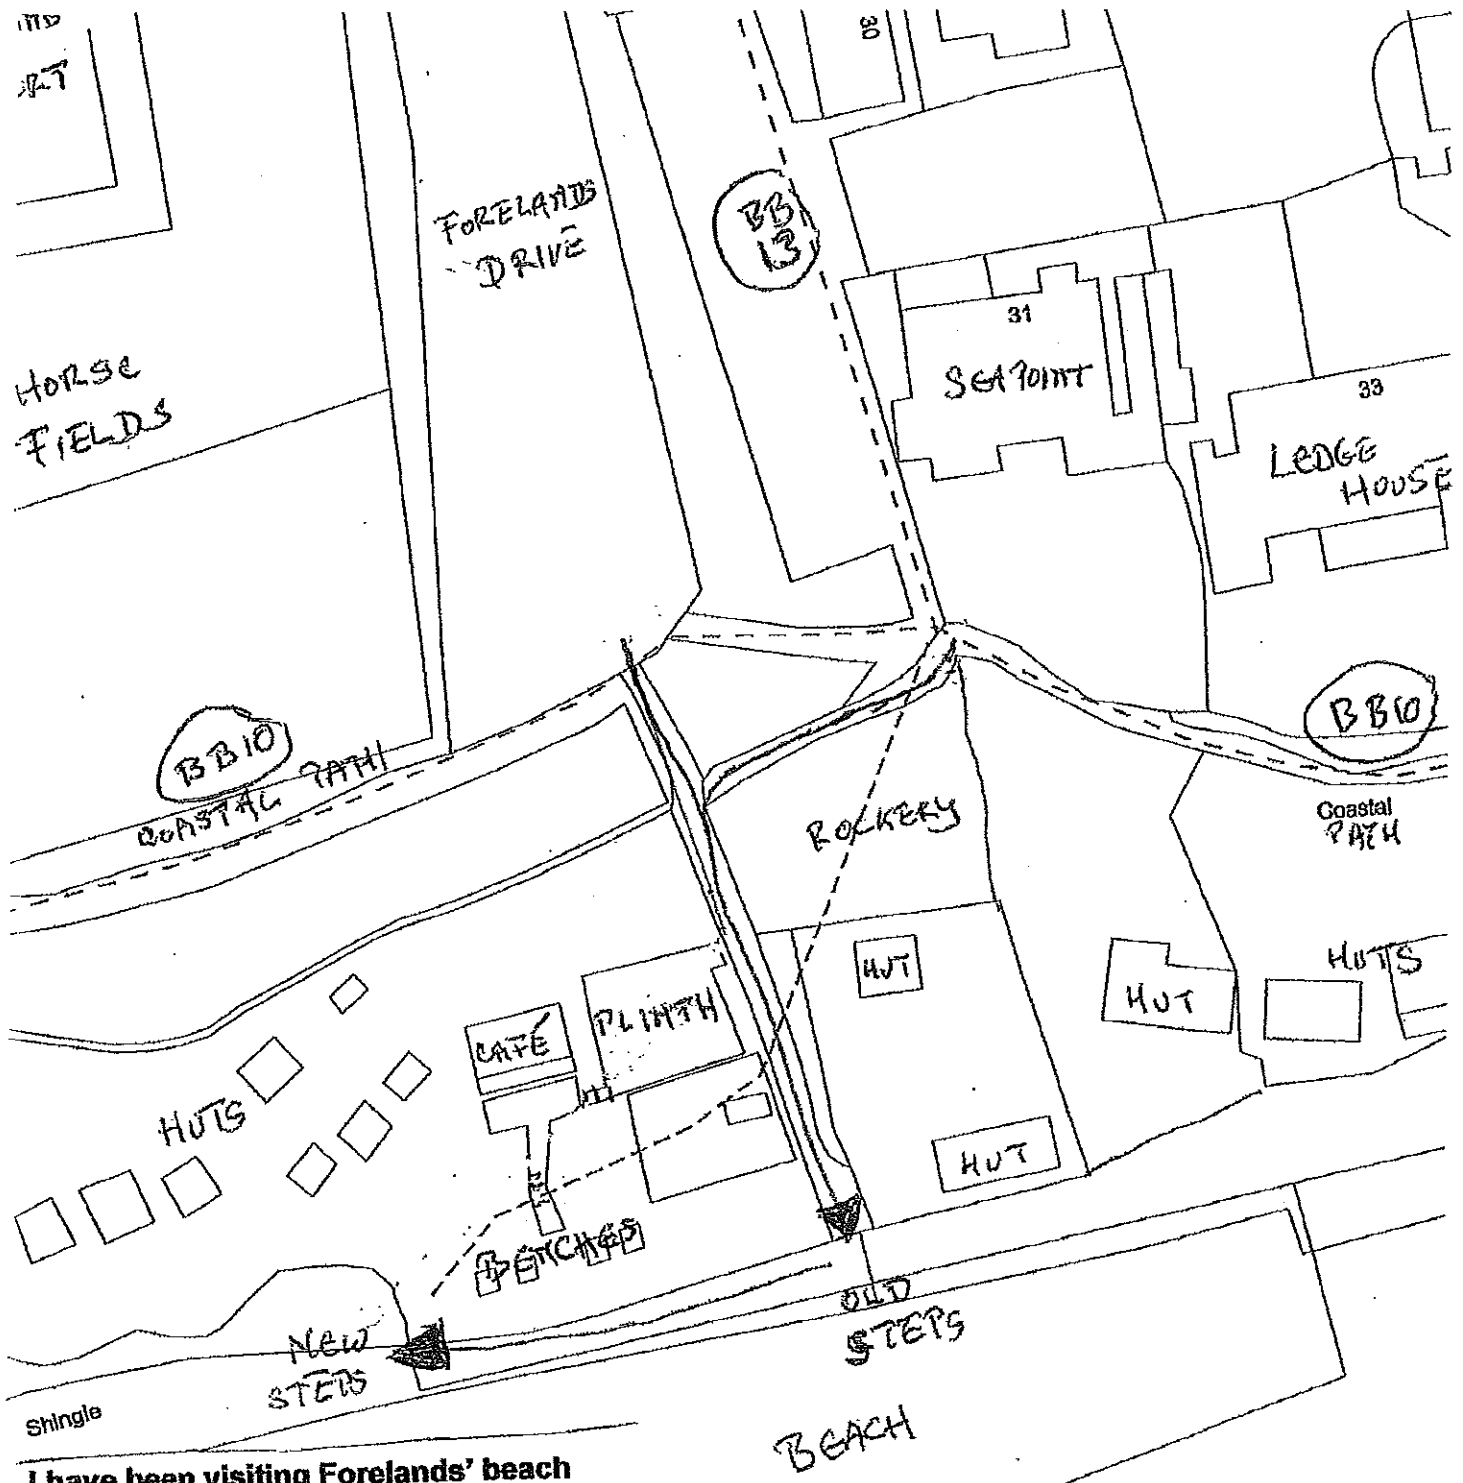 30
FORELANDS
DRIVE
BB
13
31
SEAPOINT
33
HORSE
FIELDS
LEDGE
HOUSE
BB10
BB10
COASTAL PATH
Coastal
PATH
ROCKERY
HUT
HUTS
HUT
PLINTH
CAFÉ
HUTS
HUT
BENCHES
OLD
STEPS
NEW
STEPS
Shingle
BEACH
I have been visiting Forelands' beach